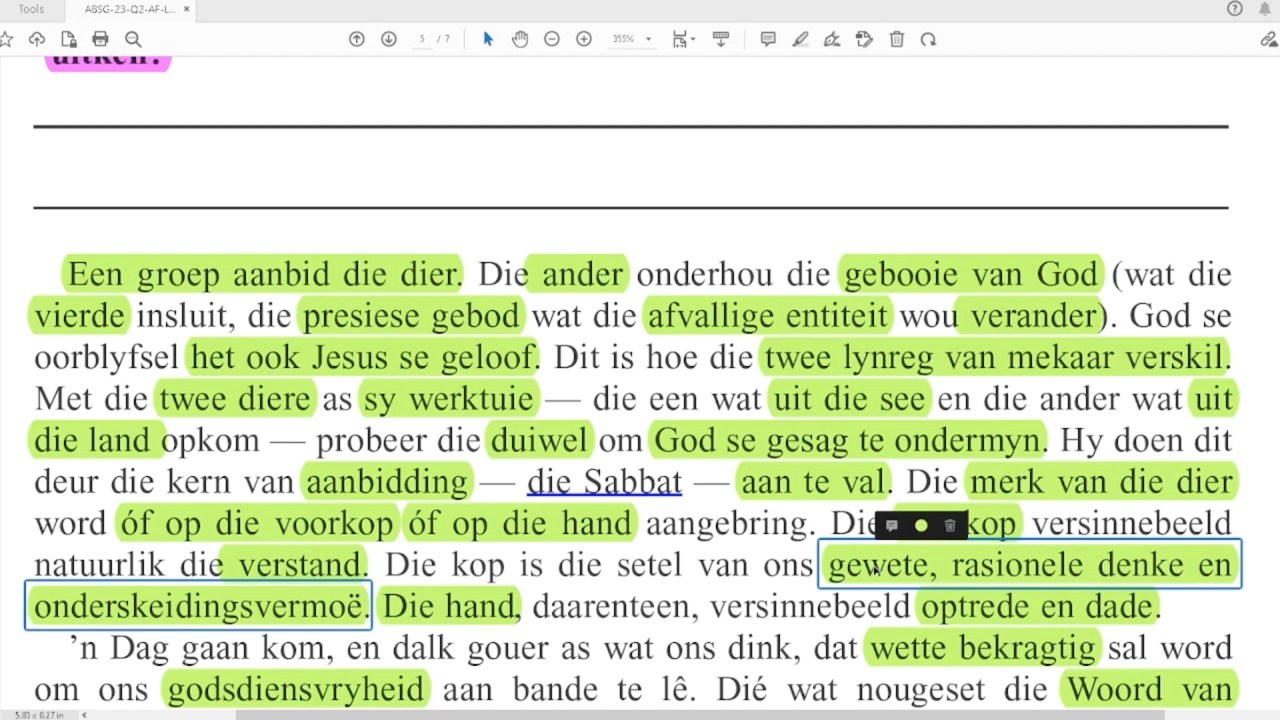 Tools
ABSG-23-Q2-AF-L... ×
5 / 7
355%
Een groep aanbid die dier. Die ander onderhou die gebooie van God (wat die
vierde insluit, die presiese gebod wat die afvallige entiteit wou verander). God se
oorblyfsel het ook Jesus se geloof. Dit is hoe die twee lynreg van mekaar verskil.
Met die twee diere as sy werktuie — die een wat uit die see en die ander wat uit
die land opkom — probeer die duiwel om God se gesag te ondermyn. Hy doen dit
deur die kern van aanbidding — die Sabbat — aan te val. Die merk van die dier
word óf op die voorkop óf op die hand aangebring. Die kop versinnebeeld
natuurlik die verstand. Die kop is die setel van ons gewete, rasionele denke en
onderskeidingsvermoë. Die hand, daarenteen, versinnebeeld optrede en dade.
’n Dag gaan kom, en dalk gouer as wat ons dink, dat wette bekragtig sal word
om ons godsdiensvryheid aan bande te lê. Dié wat nougeset die Woord van
5.83 x 8.27 in